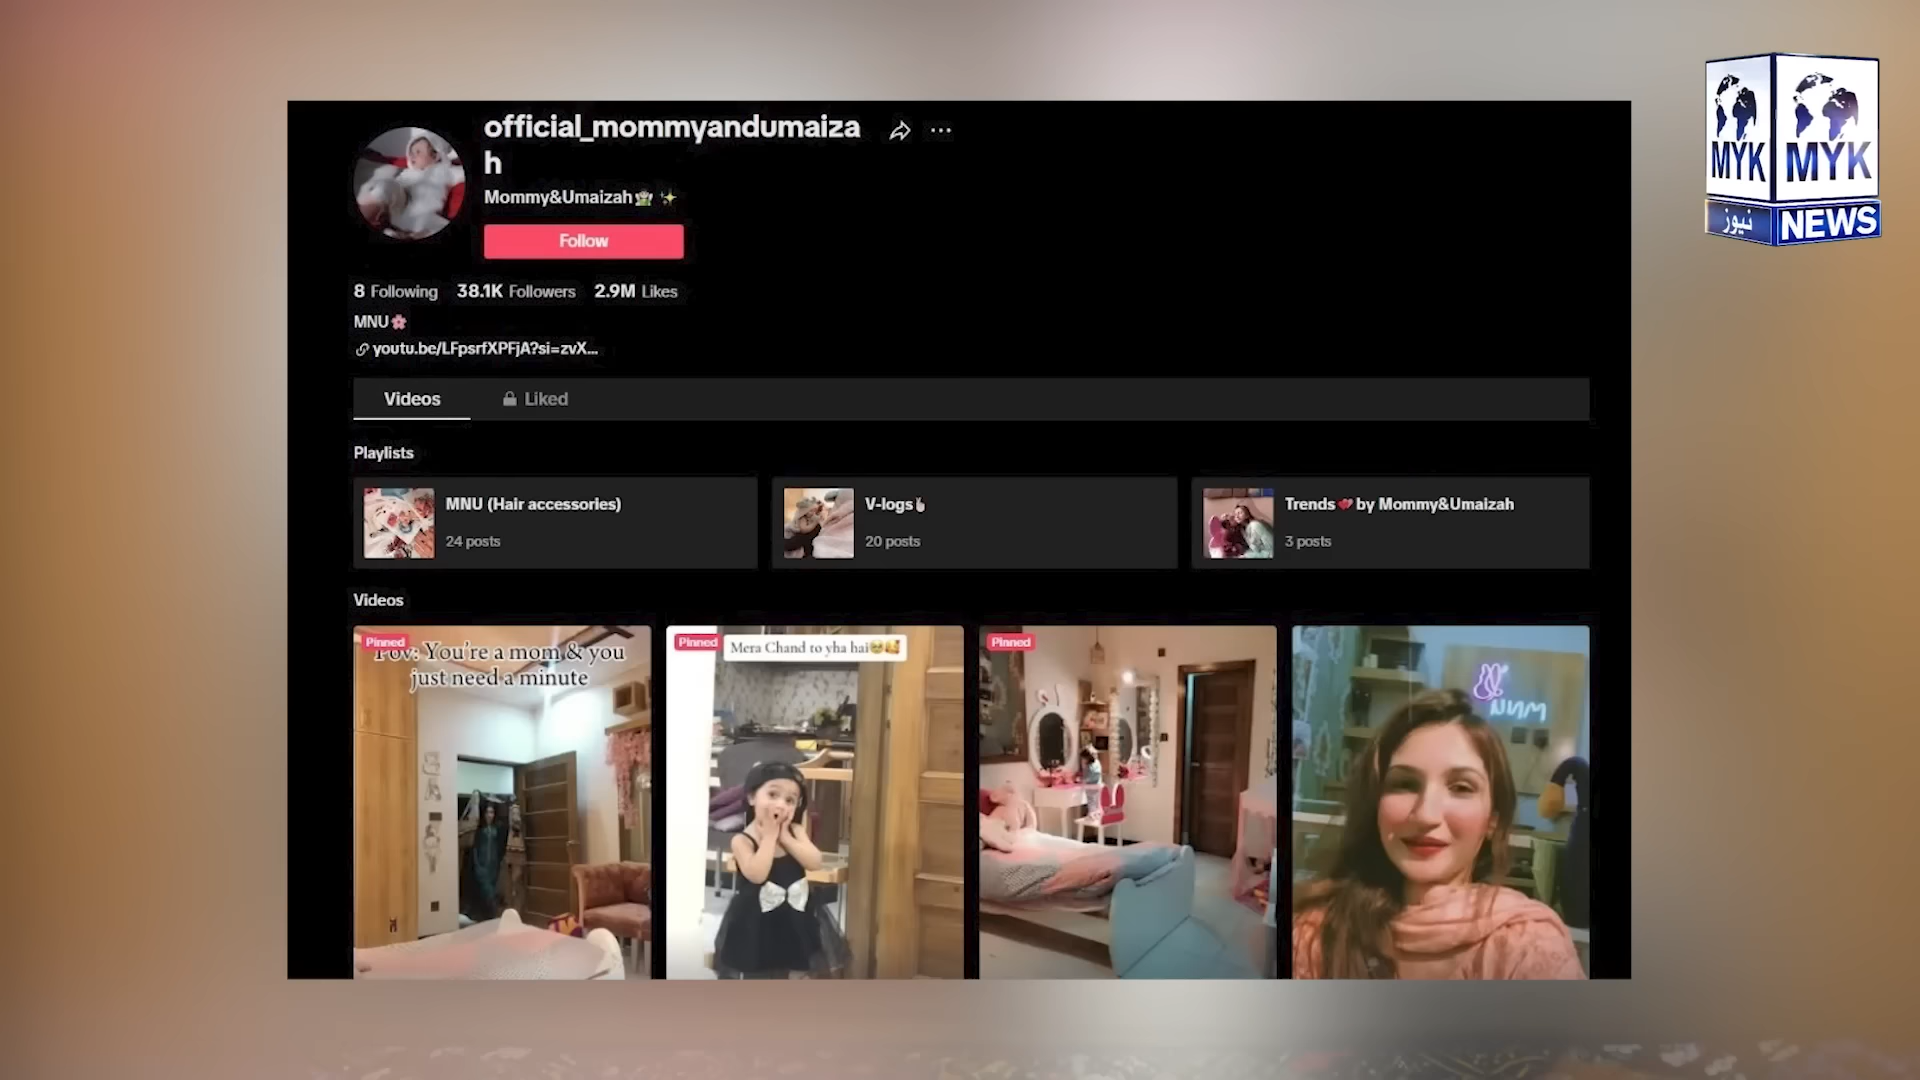 official_mommyandumaiza
h
Mommy&Umaizah🧚✨
Follow
8 Following 38.1K Followers 2.9M Likes
MNU🌸
youtu.be/LFpsrfXPFjA?si=zvX...
Videos Liked
Playlists
MNU (Hair accessories)
24 posts
V-logs
20 posts
Trends by Mommy&Umaizah
3 posts
Videos
Pinned
Pov: You're a mom & you
just need a minute
Pinned
Mera Chand to yha hai🥹🥰
Pinned
MNU
MYK
MYK
نیوز
NEWS